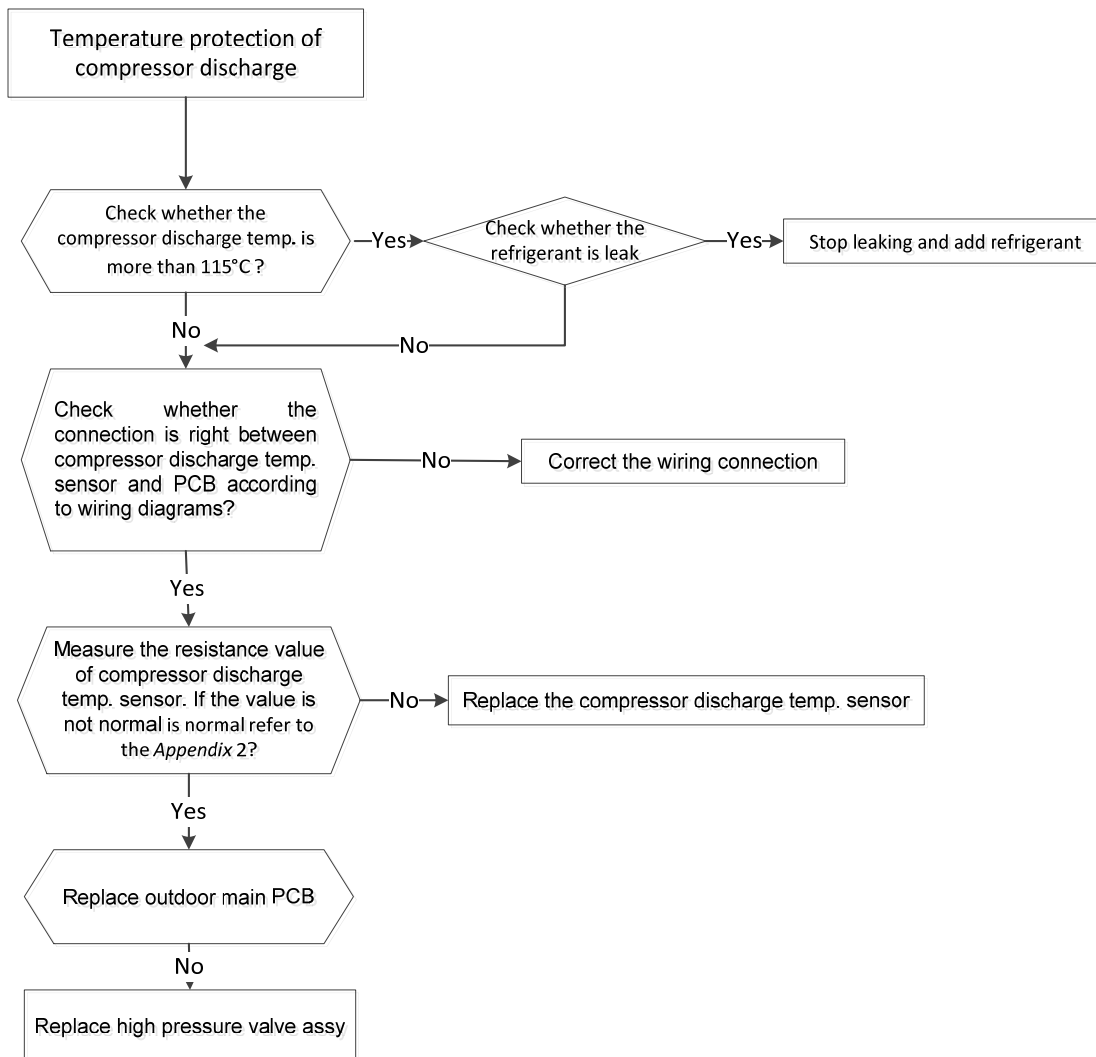 Temperature protection of
compressor discharge
Check whether the
compressor discharge temp. is
more than 115°C ?
Yes
Check whether the
refrigerant is leak
Yes
Stop leaking and add refrigerant
No
No
Check whether the
connection is right between
compressor discharge temp.
sensor and PCB according
to wiring diagrams?
No
Correct the wiring connection
Yes
Measure the resistance value
of compressor discharge
temp. sensor. If the value is
not normal is normal refer to
the Appendix 2?
No
Replace the compressor discharge temp. sensor
Yes
Replace outdoor main PCB
No
Replace high pressure valve assy